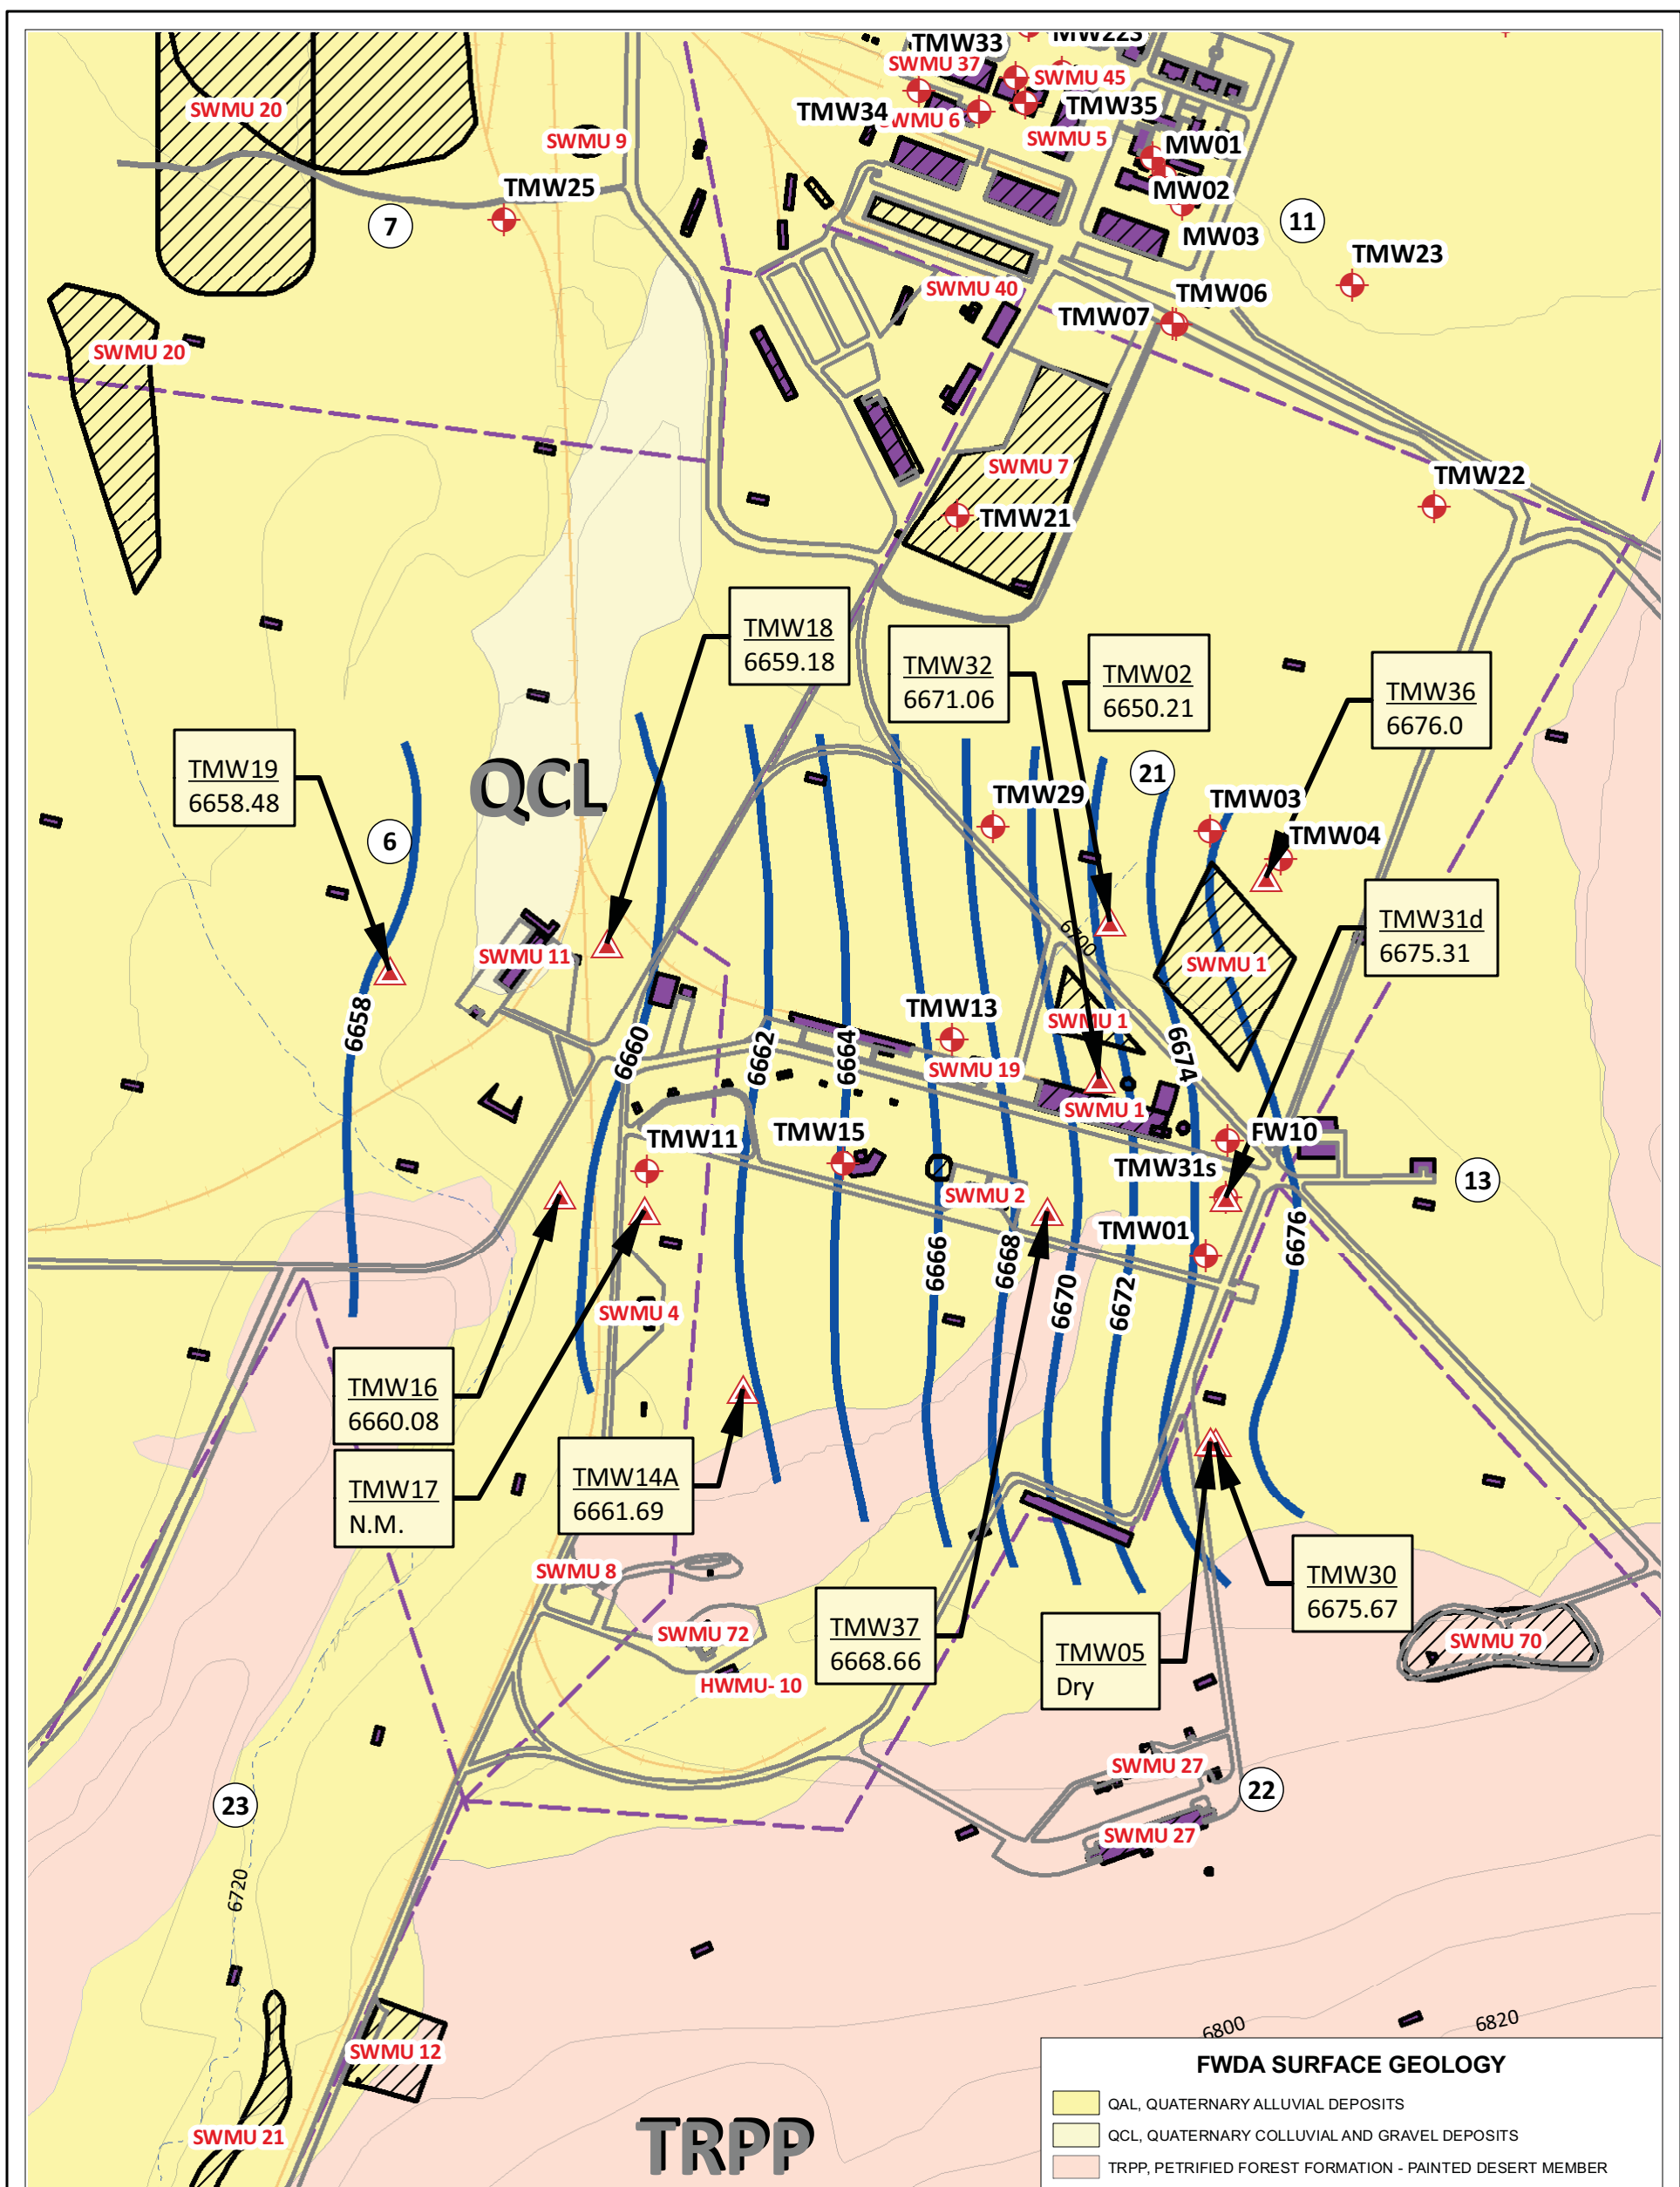 TMW33
MW22S
SWMU 37
SWMU 45
SWMU 20
TMW34
SWMU 6
TMW35
SWMU 5
SWMU 9
MW01
TMW25
MW02
7
11
MW03
TMW23
SWMU 40
TMW06
TMW07
SWMU 20
SWMU 7
TMW22
TMW21
TMW18
6659.18
TMW32
6671.06
TMW02
6650.21
TMW36
6676.0
TMW19
6658.48
QCL
21
TMW29
TMW03
TMW04
6
6700
TMW31d
6675.31
SWMU 11
SWMU 1
6658
TMW13
SWMU 1
6660
6662
6664
6674
SWMU 19
SWMU 1
TMW11
TMW15
FW10
TMW31s
13
SWMU 2
TMW01
6676
6666
6668
6670
6672
SWMU 4
TMW16
6660.08
TMW17
N.M.
TMW14A
6661.69
SWMU 8
TMW30
6675.67
SWMU 72
TMW37
6668.66
TMW05
Dry
SWMU 70
HWMU- 10
SWMU 27
23
22
SWMU 27
6720
6800
6820
SWMU 12
SWMU 21
TRPP
FWDA SURFACE GEOLOGY
QAL, QUATERNARY ALLUVIAL DEPOSITS
QCL, QUATERNARY COLLUVIAL AND GRAVEL DEPOSITS
TRPP, PETRIFIED FOREST FORMATION - PAINTED DESERT MEMBER